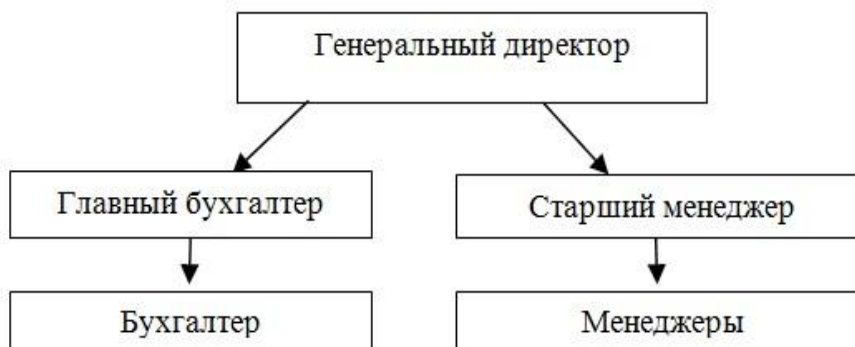 Генеральный директор
Главный бухгалтер
Старший менеджер
Бухгалтер
Менеджеры